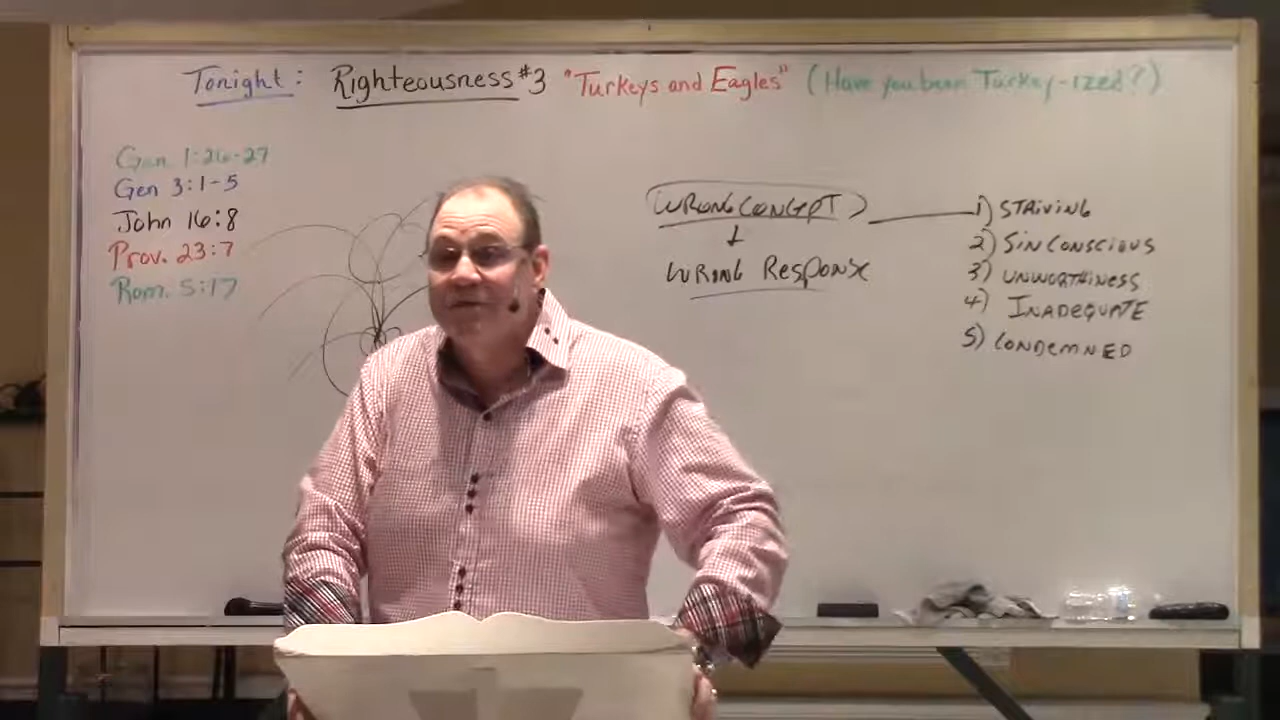 Tonight: Righteousness #3 "Turkeys and Eagles" (Have you been Turkey-ized?)
Gen 1:26-27
Gen 3:1-5
John 16:8
Prov. 23:7
Rom. 5:17
WRONG CONCEPT
WRONG RESPONSE
1) STRIVING
2) SIN CONSCIOUS
3) UNWORTHINESS
4) INADEQUATE
5) CONDEMNED